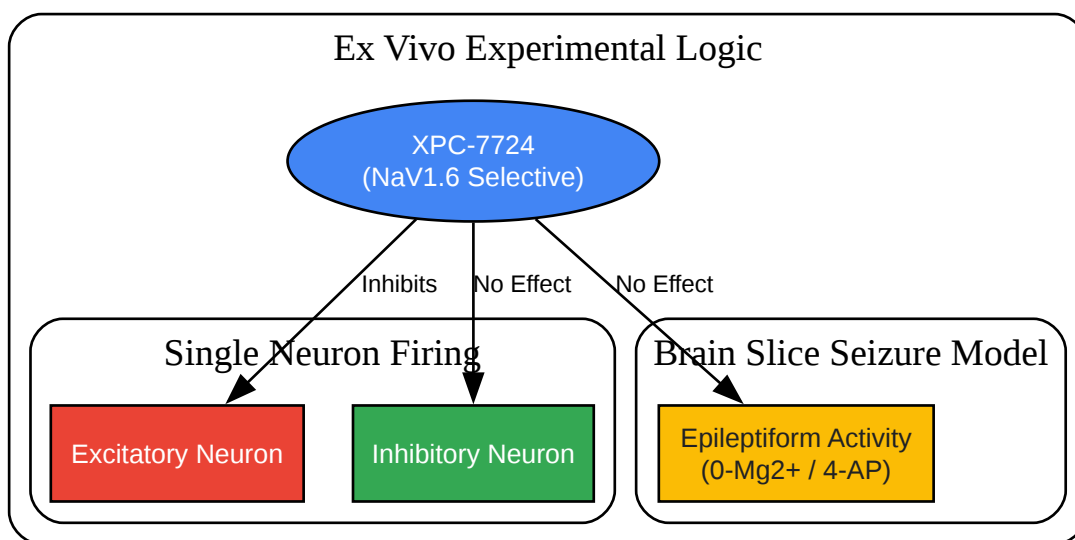 Ex Vivo Experimental Logic
XPC-7724
(NaV1.6 Selective)
Inhibits
No Effect
No Effect
Single Neuron Firing
Brain Slice Seizure Model
Excitatory Neuron
Inhibitory Neuron
Epileptiform Activity
(0-Mg2+ / 4-AP)